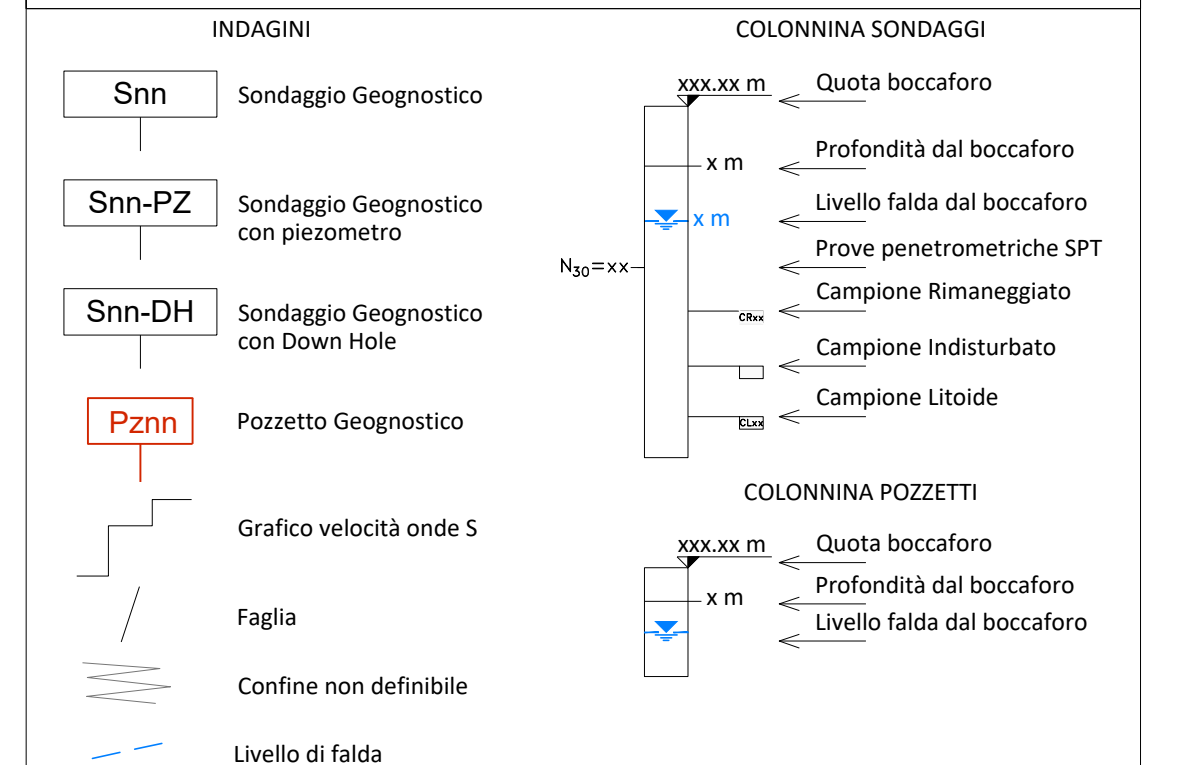 INDAGINI
Snn
Sondaggio Geognostico
Snn-PZ
Sondaggio Geognostico
con piezometro
Snn-DH
Sondaggio Geognostico
con Down Hole
Pznn
Pozzetto Geognostico
Grafico velocità onde S
Faglia
Confine non definibile
Livello di falda
COLONNINA SONDAGGI
xxx.xx m
Quota boccaforo
x m
Profondità dal boccaforo
x m
Livello falda dal boccaforo
N30=xx
Prove penetrometriche SPT
CRxx
Campione Rimaneggiato
Campione Indisturbato
CLxx
Campione Litoide
COLONNINA POZZETTI
xxx.xx m
Quota boccaforo
x m
Profondità dal boccaforo
Livello falda dal boccaforo